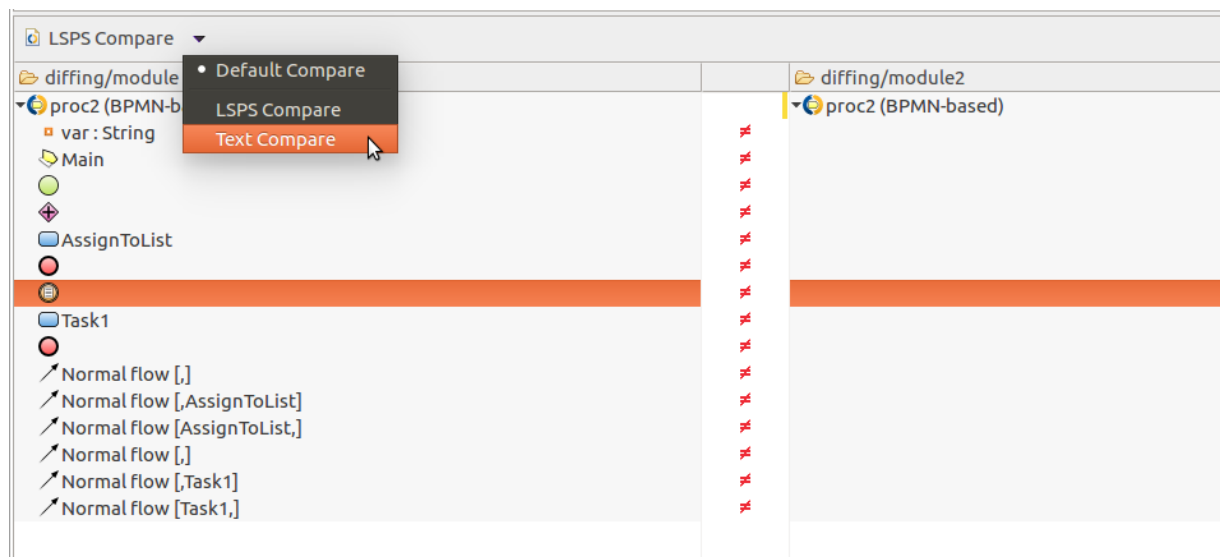 LSPS Compare
Default Compare
LSPS Compare
Text Compare
diffing/module
diffing/module2
proc2 (BPMN-b
proc2 (BPMN-based)
var : String
≠
Main
≠
≠
≠
AssignToList
≠
≠
≠
Task1
≠
≠
Normal flow [,]
≠
Normal flow [,AssignToList]
≠
Normal flow [AssignToList,]
≠
Normal flow [,]
≠
Normal flow [,Task1]
≠
Normal flow [Task1,]
≠